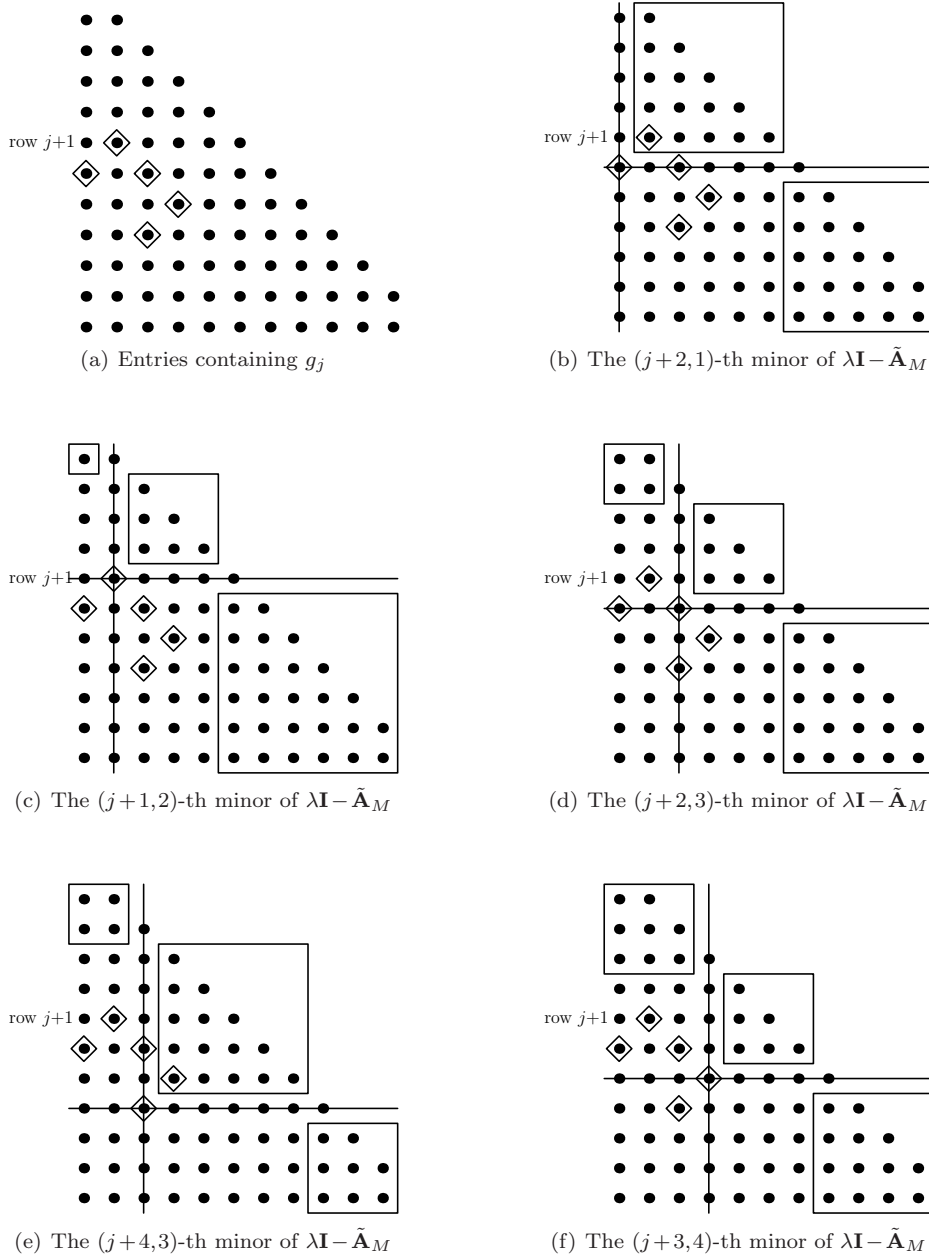 row j+1
row j+1
(a) Entries containing g_j
(b) The (j+2,1)-th minor of λI−Ã_M
row j+1
row j+1
(c) The (j+1,2)-th minor of λI−Ã_M
(d) The (j+2,3)-th minor of λI−Ã_M
row j+1
row j+1
(e) The (j+4,3)-th minor of λI−Ã_M
(f) The (j+3,4)-th minor of λI−Ã_M